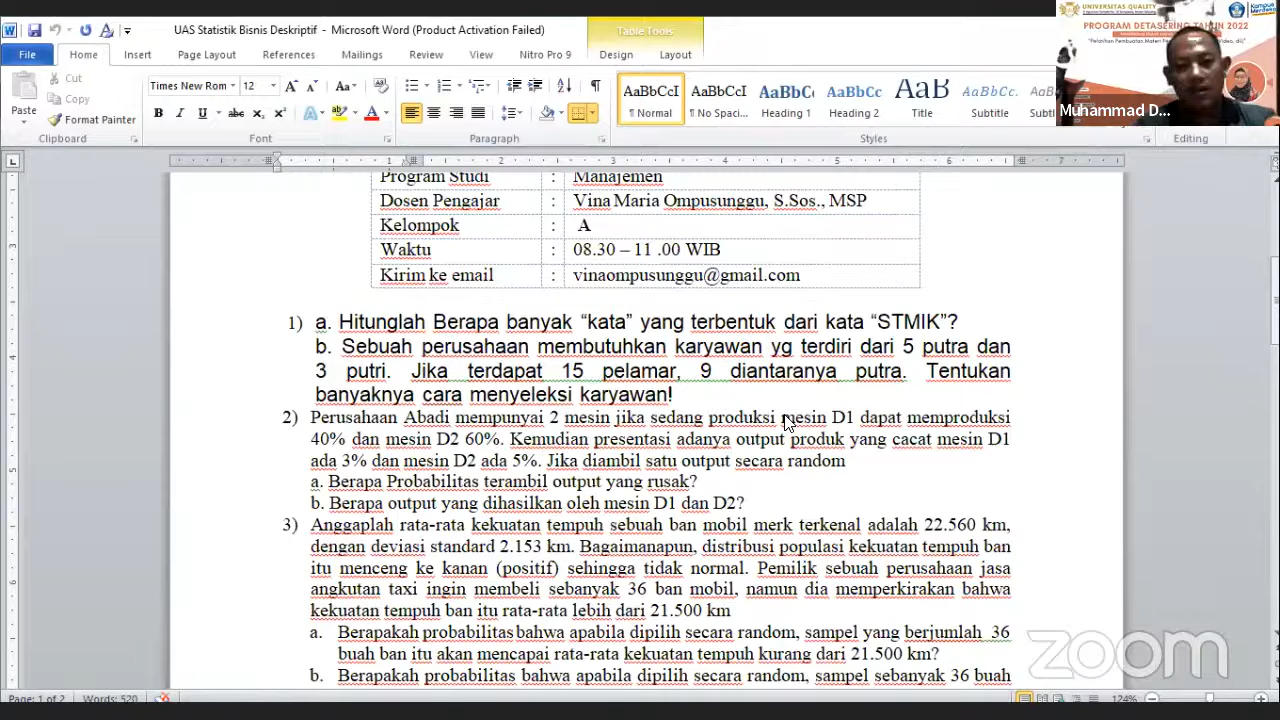 UAS Statistik Bisnis Deskriptif - Microsoft Word (Product Activation Failed)
Table Tools
File Home Insert Page Layout References Mailings Review View Nitro Pro 9 Design Layout
Paste
Cut
Copy
Format Painter
Clipboard
Times New Rom 12
Font
Paragraph
AaBbCcI AaBbCcI AaBbC AaBbCc AaB AaBbCc.
¶ Normal ¶ No Spaci... Heading 1 Heading 2 Title Subtitle
Styles
Editing
UNIVERSITAS QUALITY
Kampus Merdeka
PROGRAM DETASERING TAHUN 2022
Muhammad D...
Program Studi : Manajemen
Dosen Pengajar : Vina Maria Ompusunggu, S.Sos., MSP
Kelompok : A
Waktu : 08.30 – 11 .00 WIB
Kirim ke email : vinaompusunggu@gmail.com
1) a. Hitunglah Berapa banyak “kata” yang terbentuk dari kata “STMIK”?
b. Sebuah perusahaan membutuhkan karyawan yg terdiri dari 5 putra dan
3 putri. Jika terdapat 15 pelamar, 9 diantaranya putra. Tentukan
banyaknya cara menyeleksi karyawan!
2) Perusahaan Abadi mempunyai 2 mesin jika sedang produksi mesin D1 dapat memproduksi
40% dan mesin D2 60%. Kemudian presentasi adanya output produk yang cacat mesin D1
ada 3% dan mesin D2 ada 5%. Jika diambil satu output secara random
a. Berapa Probabilitas terambil output yang rusak?
b. Berapa output yang dihasilkan oleh mesin D1 dan D2?
3) Anggaplah rata-rata kekuatan tempuh sebuah ban mobil merk terkenal adalah 22.560 km,
dengan deviasi standard 2.153 km. Bagaimanapun, distribusi populasi kekuatan tempuh ban
itu menceng ke kanan (positif) sehingga tidak normal. Pemilik sebuah perusahaan jasa
angkutan taxi ingin membeli sebanyak 36 ban mobil, namun dia memperkirakan bahwa
kekuatan tempuh ban itu rata-rata lebih dari 21.500 km
a. Berapakah probabilitas bahwa apabila dipilih secara random, sampel yang berjumlah 36
buah ban itu akan mencapai rata-rata kekuatan tempuh kurang dari 21.500 km?
b. Berapakah probabilitas bahwa apabila dipilih secara random, sampel sebanyak 36 buah
zoom
Page: 1 of 2 Words: 520 124%